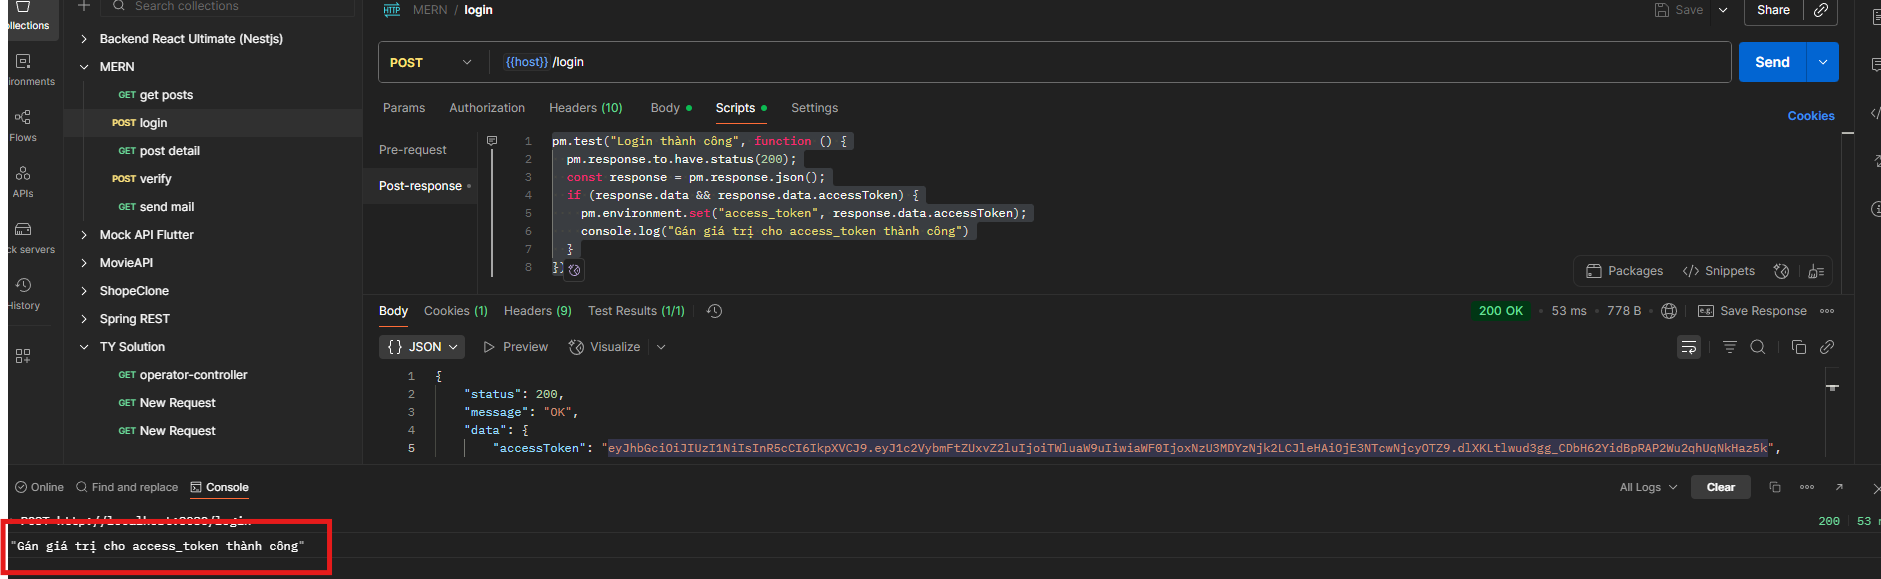 Search collections
MERN / login
Save
Share
ollections
Backend React Ultimate (Nestjs)
MERN
GET get posts
POST login
GET post detail
POST verify
GET send mail
Mock API Flutter
MovieAPI
ShopeClone
Spring REST
TY Solution
GET operator-controller
GET New Request
GET New Request
ironments
Flows
APIs
ck servers
History
POST
{{host}} /login
Send
Params
Authorization
Headers (10)
Body
Scripts
Settings
Cookies
Pre-request
Post-response
1 pm.test("Login thành công", function () {
2 pm.response.to.have.status(200);
3 const response = pm.response.json();
4 if (response.data && response.data.accessToken) {
5 pm.environment.set("access_token", response.data.accessToken);
6 console.log("Gán giá trị cho access_token thành công")
7 }
8 })
Packages
Snippets
Body
Cookies (1)
Headers (9)
Test Results (1/1)
200 OK
53 ms
778 B
Save Response
{} JSON
Preview
Visualize
1 {
2 "status": 200,
3 "message": "OK",
4 "data": {
5 "accessToken": "eyJhbGciOiJIUzI1NiIsInR5cCI6IkpXVCJ9.eyJ1c2VybmFtZUxvZ2luIjoiTWluaW9uIiwiaWF0IjoxNzU3MDYzNjk2LCJleHAiOjE3NTcwNjcyOTZ9.dlXKLtlwud3gg_CDbH62YidBpRAP2Wu2qhUqNkHaz5k",
Online
Find and replace
Console
All Logs
Clear
POST http://localhost:8080/login
200
53
"Gán giá trị cho access_token thành công"